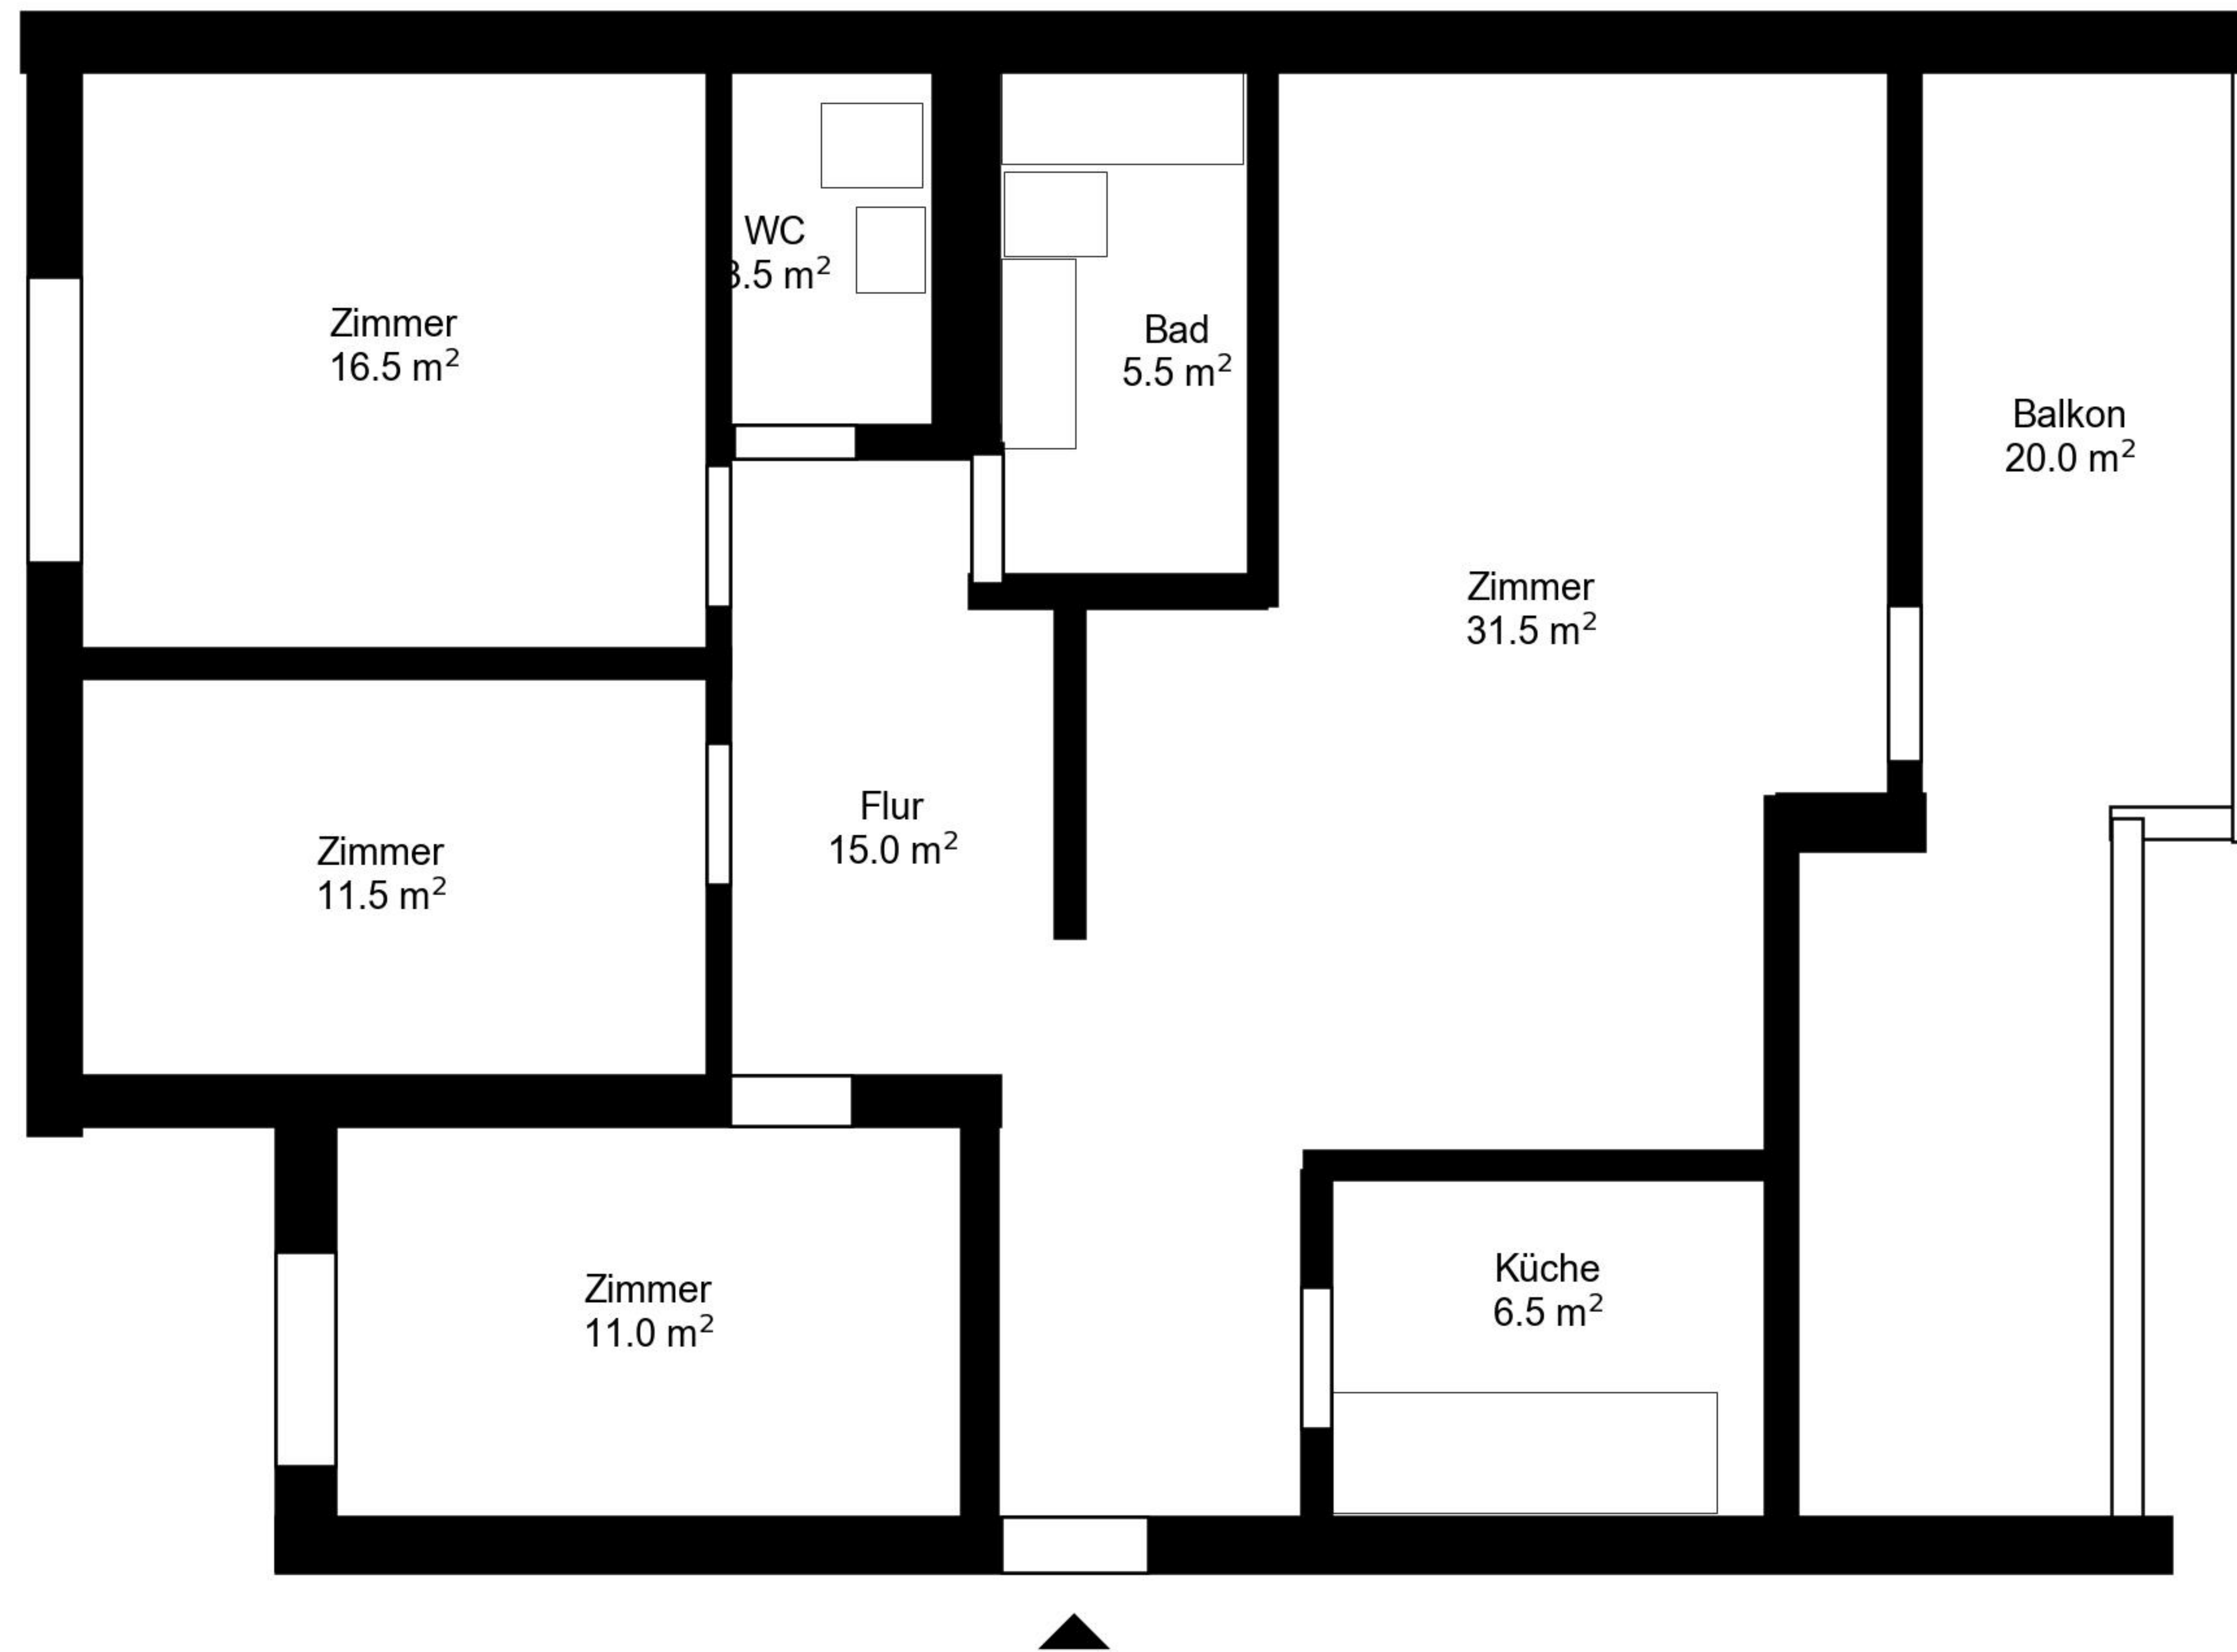 WC
3.5 m²
Zimmer
16.5 m²
Bad
5.5 m²
Balkon
20.0 m²
Zimmer
31.5 m²
Flur
15.0 m²
Zimmer
11.5 m²
Küche
6.5 m²
Zimmer
11.0 m²